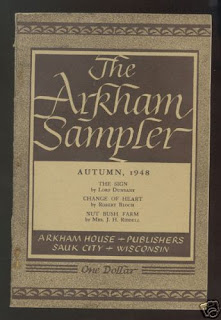 The
Arkham
Sampler
AUTUMN, 1948
THE SIGN
by LORD DUNSANY
CHANGE OF HEART
by ROBERT BLOCH
NUT BUSH FARM
by MRS. J. H. RIDDELL
ARKHAM HOUSE + PUBLISHERS
SAUK CITY + WISCONSIN
One Dollar